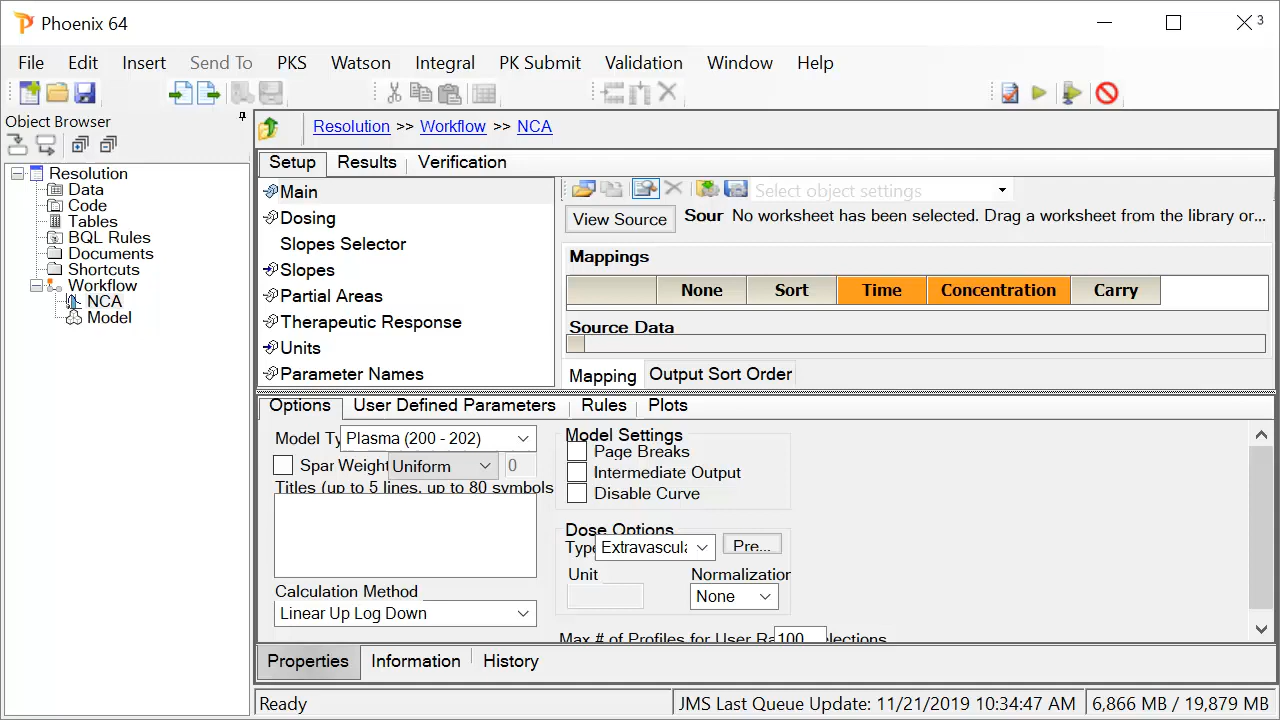 Phoenix 64
3
File Edit Insert Send To PKS Watson Integral PK Submit Validation Window Help
Object Browser
Resolution >> Workflow >> NCA
Resolution
Data
Code
Tables
BQL Rules
Documents
Shortcuts
Workflow
NCA
Model
Setup Results Verification
Main
Dosing
Slopes Selector
Slopes
Partial Areas
Therapeutic Response
Units
Parameter Names
Select object settings
View Source Sour No worksheet has been selected. Drag a worksheet from the library or...
Mappings
None Sort Time Concentration Carry
Source Data
Mapping Output Sort Order
Options User Defined Parameters Rules Plots
Model Ty Plasma (200 - 202)
Spar Weight Uniform 0
Titles (up to 5 lines, up to 80 symbols
Calculation Method
Linear Up Log Down
Model Settings
Page Breaks
Intermediate Output
Disable Curve
Dose Options
Type Extravascula Pre...
Unit Normalization
None
Max # of Profiles for User Ra 100 elections
Properties Information History
Ready JMS Last Queue Update: 11/21/2019 10:34:47 AM 6,866 MB / 19,879 MB